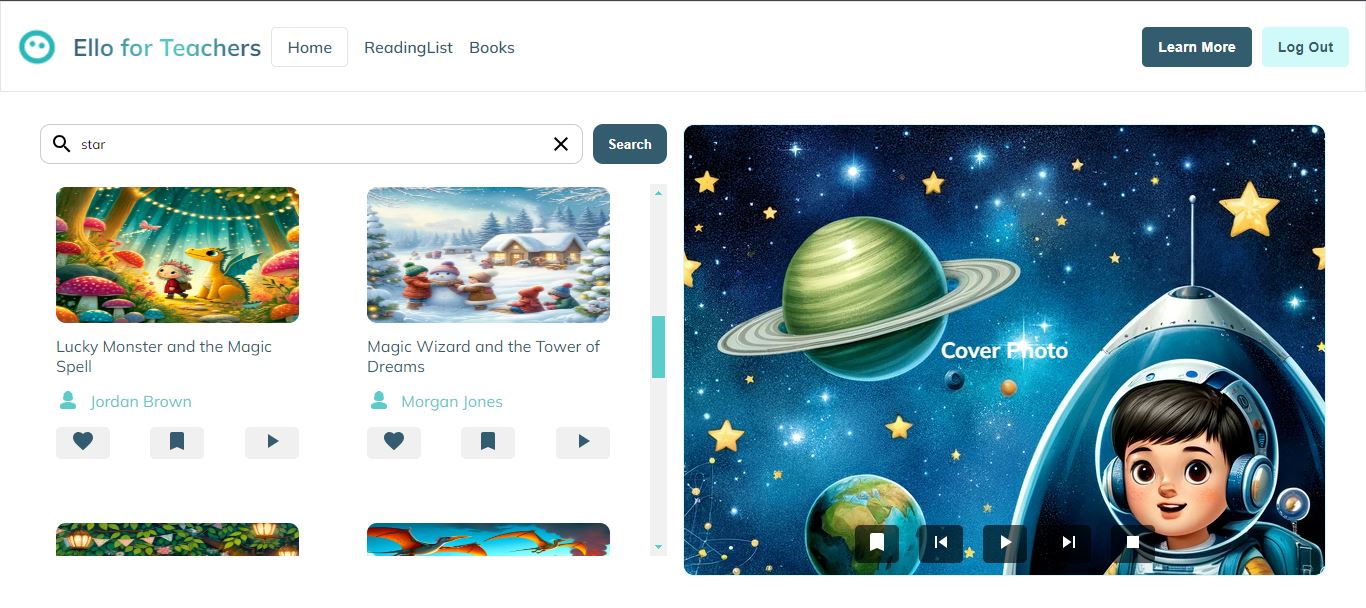 Ello for Teachers
Home
ReadingList
Books
Learn More
Log Out
star
Search
Lucky Monster and the Magic
Spell
Jordan Brown
Magic Wizard and the Tower of
Dreams
Morgan Jones
Cover Photo